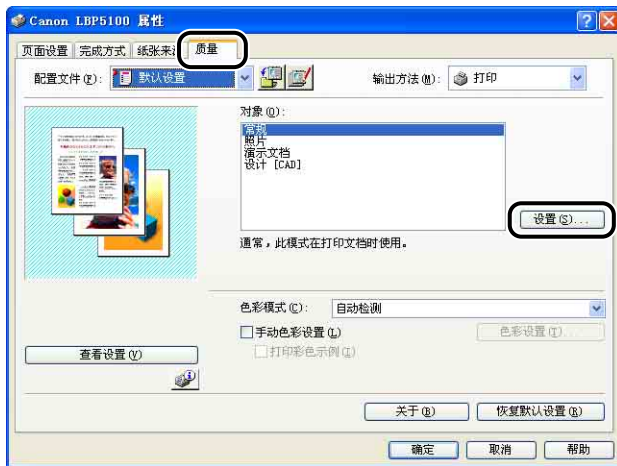 Canon LBP5100 属性
页面设置 完成方式 纸张来 质量
配置文件(F): 默认设置 输出方法(M): 打印
对象(O):
常规
照片
演示文档
设计 [CAD]
设置(S)...
通常，此模式在打印文档时使用。
色彩模式(C): 自动检测
手动色彩设置(L) 色彩设置(T)...
打印彩色示例(I)
查看设置(V)
关于(B) 恢复默认设置(R)
确定 取消 帮助